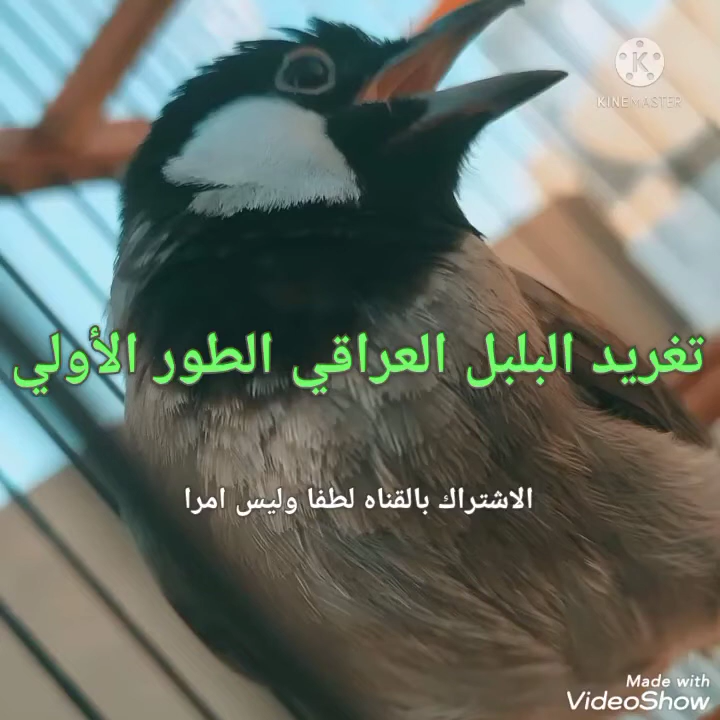 KINEMASTER
تغريد البلبل العراقي الطور الأولي
الاشتراك بالقناه لطفا وليس امرا
Made with
VideoShow